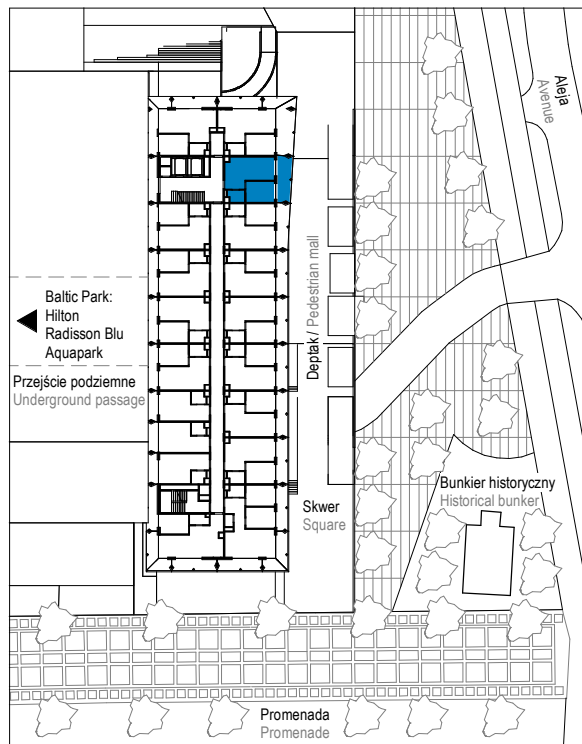 Aleja
Avenue
Deptak / Pedestrian mall
Baltic Park:
Hilton
Radisson Blu
Aquapark
Przejście podziemne
Underground passage
Bunkier historyczny
Historical bunker
Skwer
Square
Promenada
Promenade